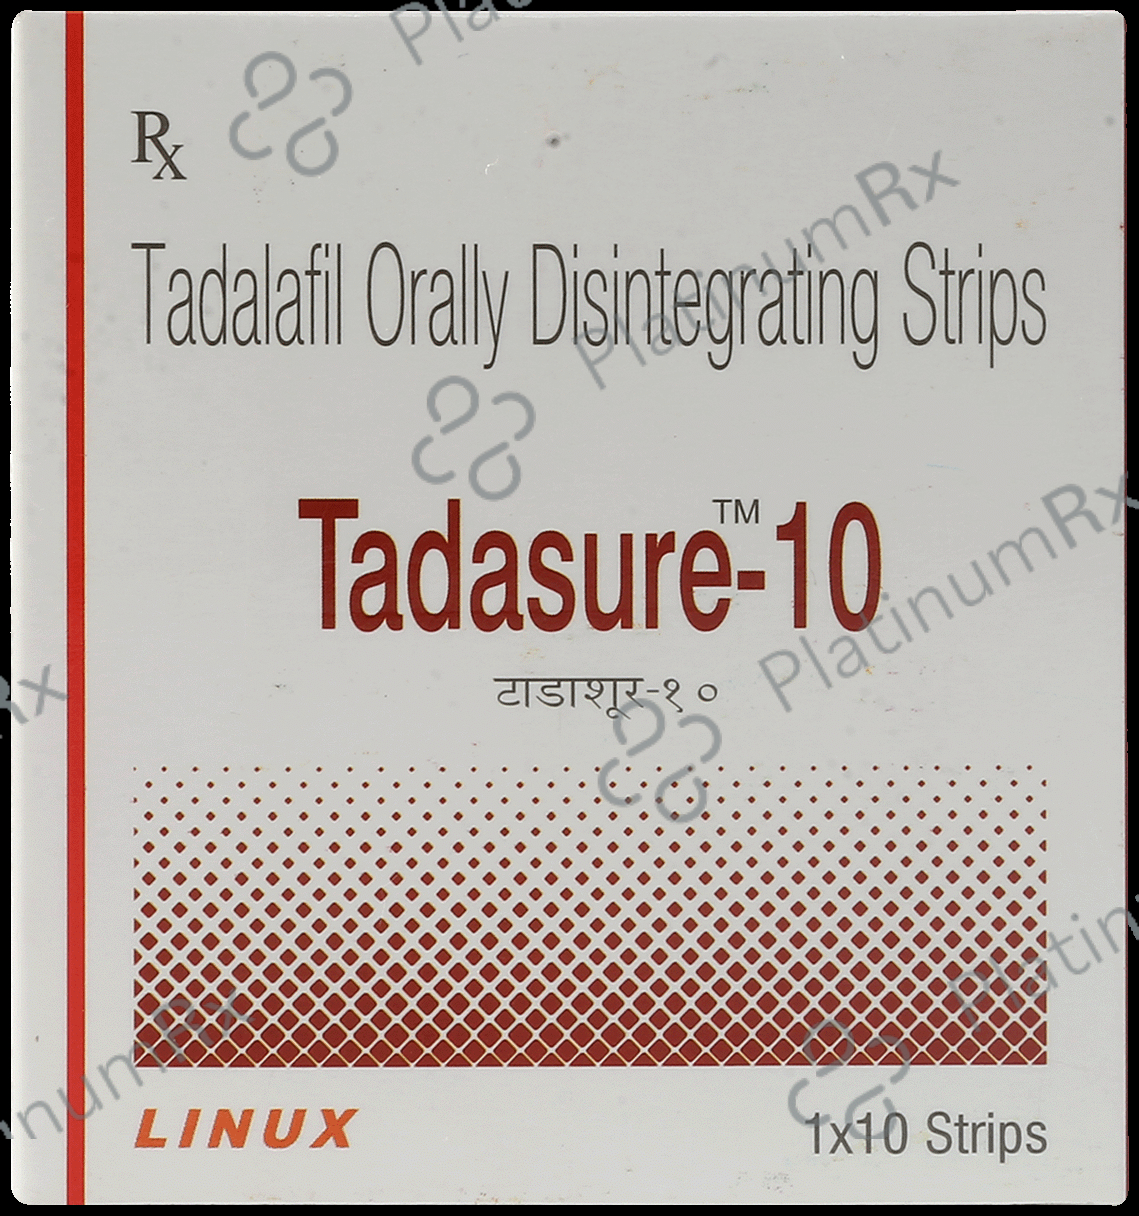 Rx
Tadalafil Orally Disintegrating Strips
Tadasure™-10
टाडाशूर-१०
LINUX
1x10 Strips
PlatinumRx
PlatinumRx
PlatinumRx